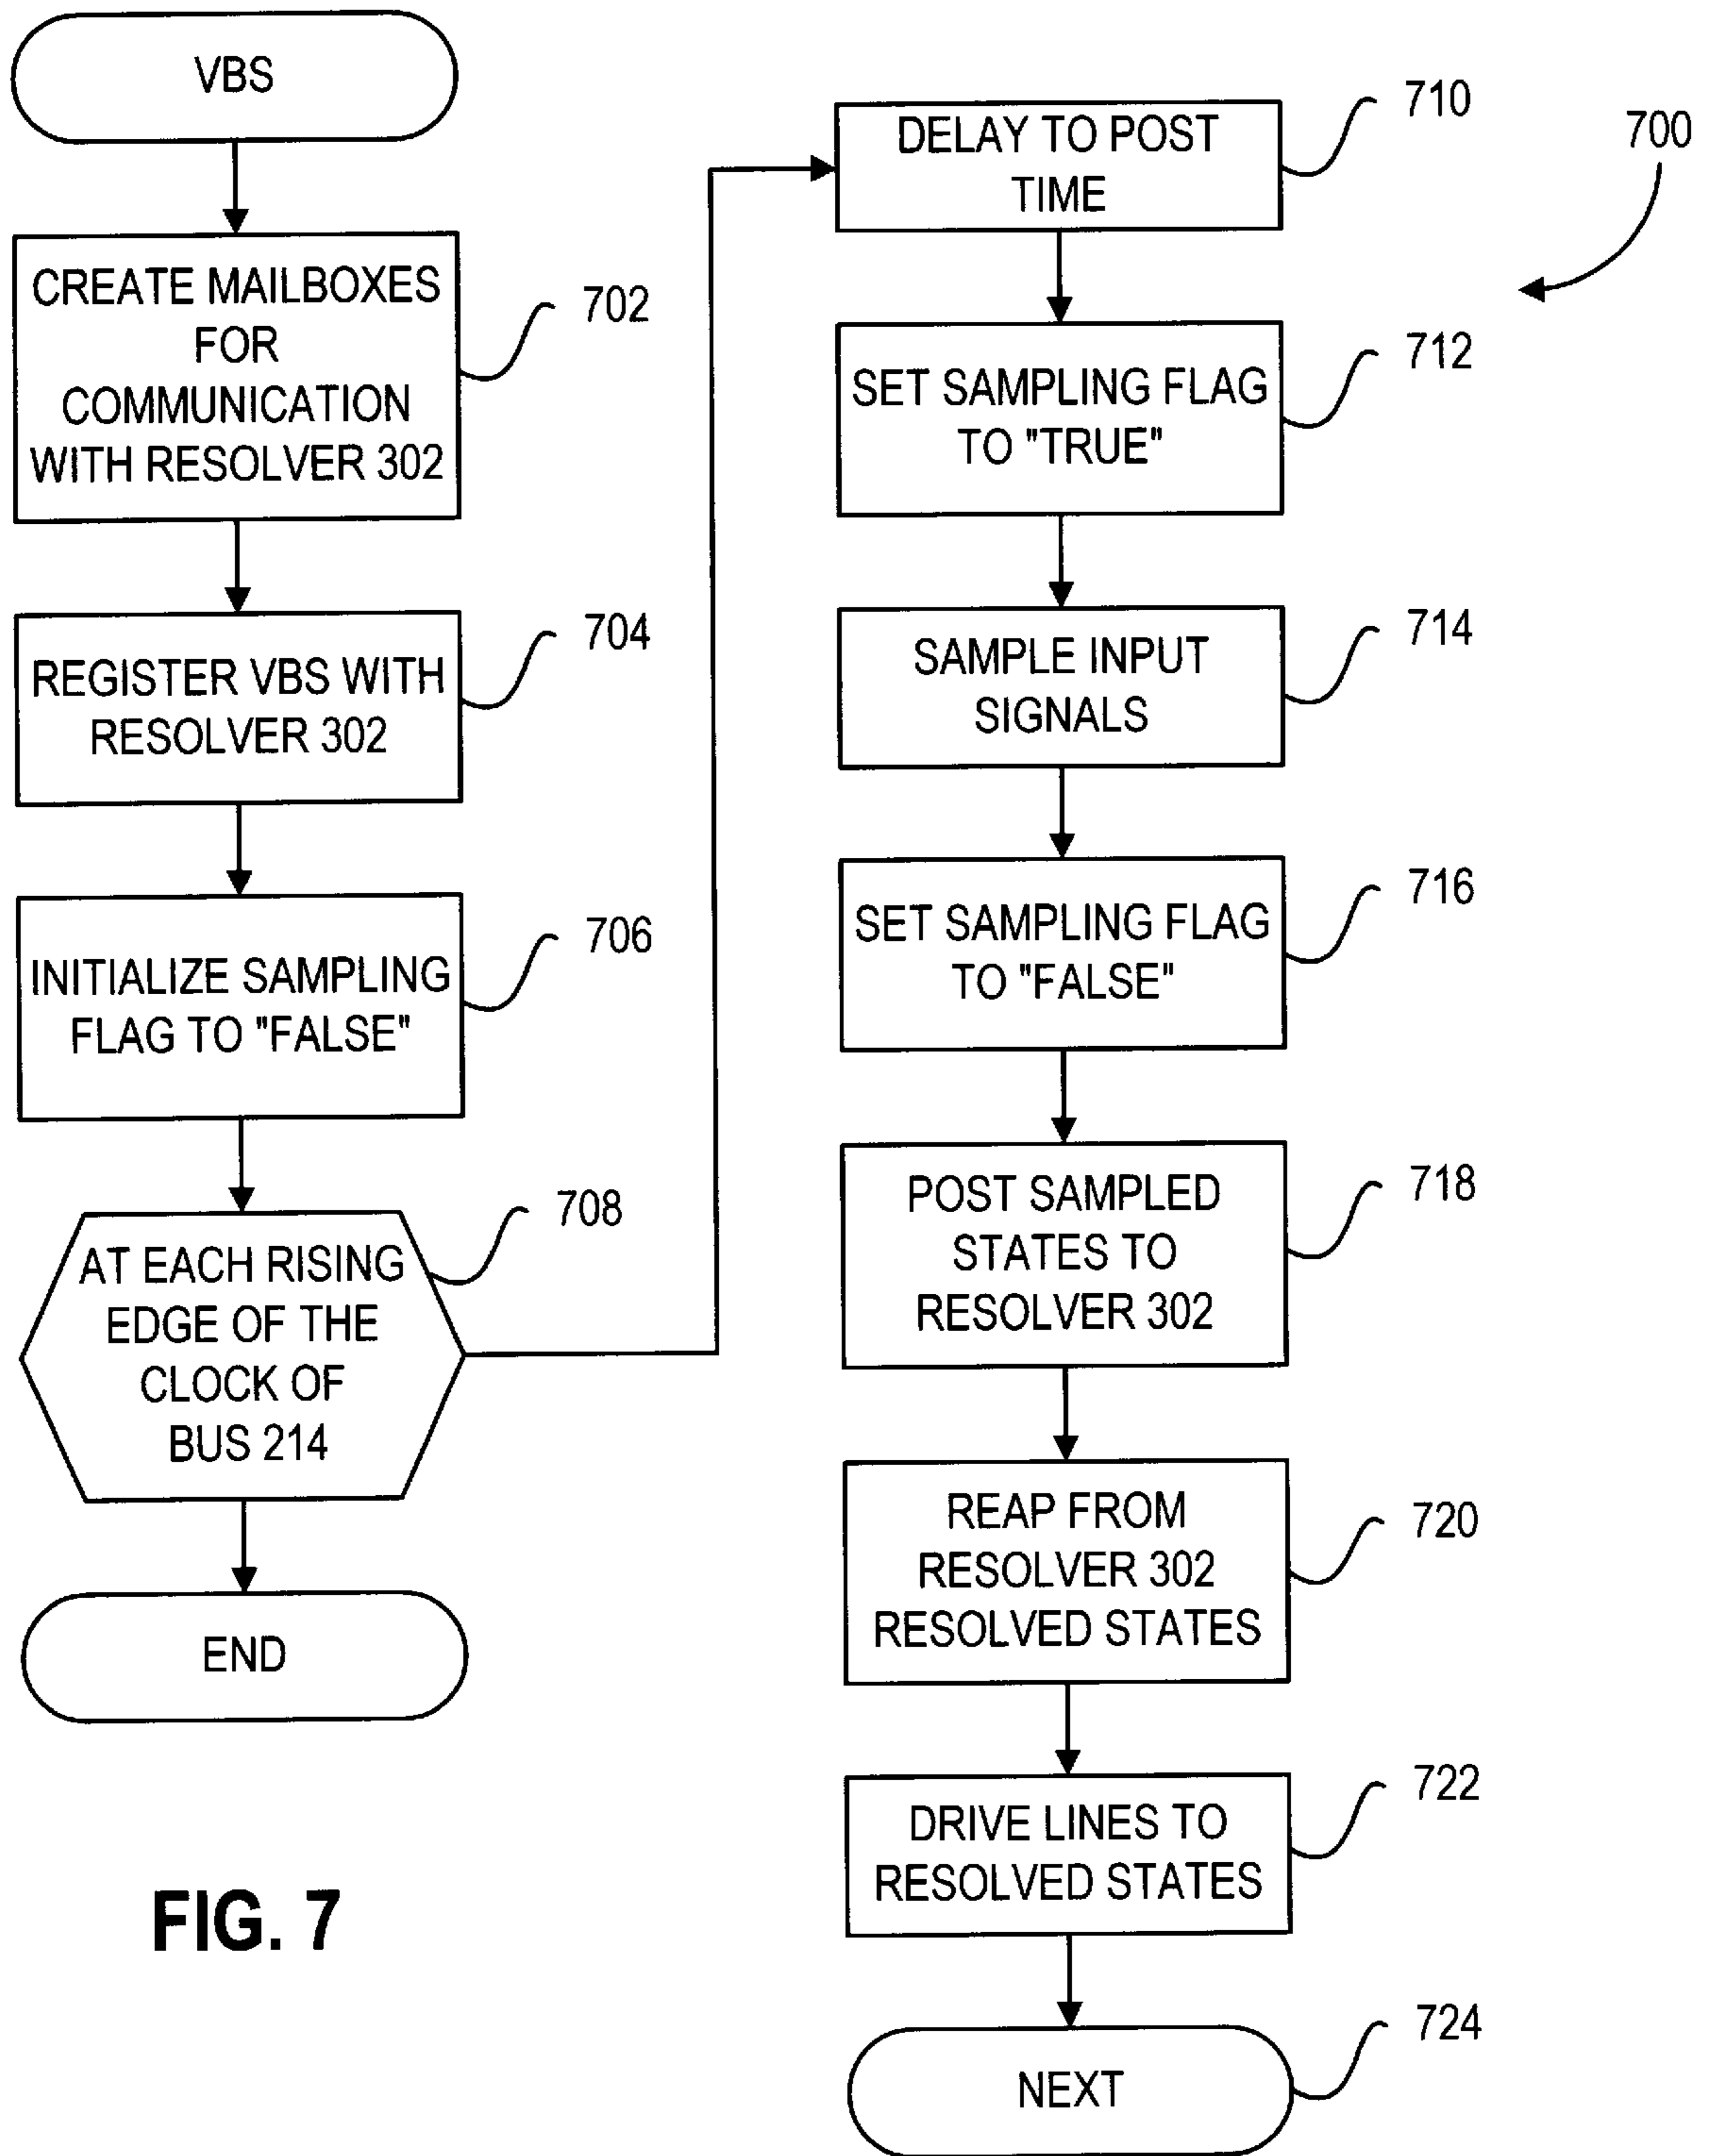 VBS
CREATE MAILBOXES
FOR
COMMUNICATION
WITH RESOLVER 302
702
REGISTER VBS WITH
RESOLVER 302
704
INITIALIZE SAMPLING
FLAG TO "FALSE"
706
AT EACH RISING
EDGE OF THE
CLOCK OF
BUS 214
708
END
DELAY TO POST
TIME
710
700
SET SAMPLING FLAG
TO "TRUE"
712
SAMPLE INPUT
SIGNALS
714
SET SAMPLING FLAG
TO "FALSE"
716
POST SAMPLED
STATES TO
RESOLVER 302
718
REAP FROM
RESOLVER 302
RESOLVED STATES
720
DRIVE LINES TO
RESOLVED STATES
722
NEXT
724
FIG. 7